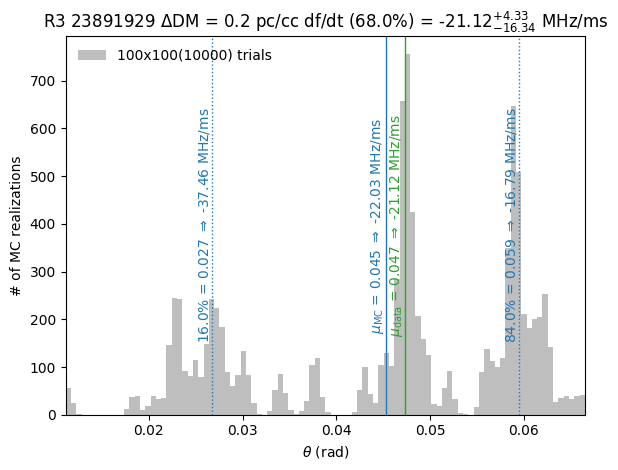 R3 23891929 ΔDM = 0.2 pc/cc df/dt (68.0%) = -21.12^{+4.33}_{−16.34} MHz/ms
100x100(10000) trials
# of MC realizations
700
600
500
400
300
200
100
0
16.0% = 0.027 ⇒ -37.46 MHz/ms
μ_MC = 0.045 ⇒ -22.03 MHz/ms
μ_data = 0.047 ⇒ -21.12 MHz/ms
84.0% = 0.059 ⇒ -16.79 MHz/ms
0.02 0.03 0.04 0.05 0.06
θ (rad)